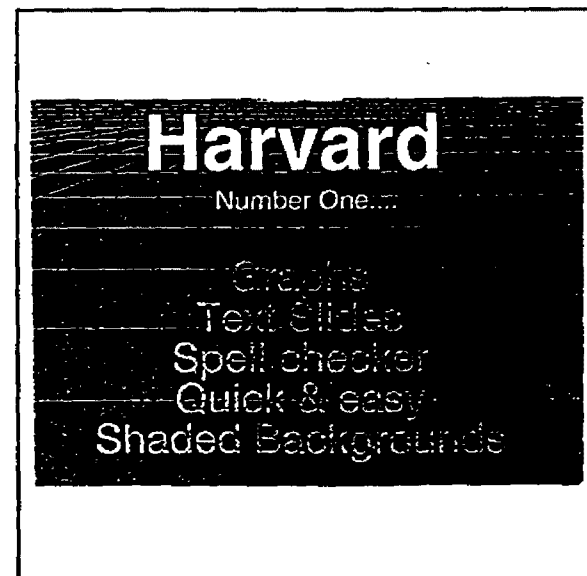 Harvard
Number One....
Graphs
Text Slides
Spell checker
Quick & easy
Shaded Backgrounds